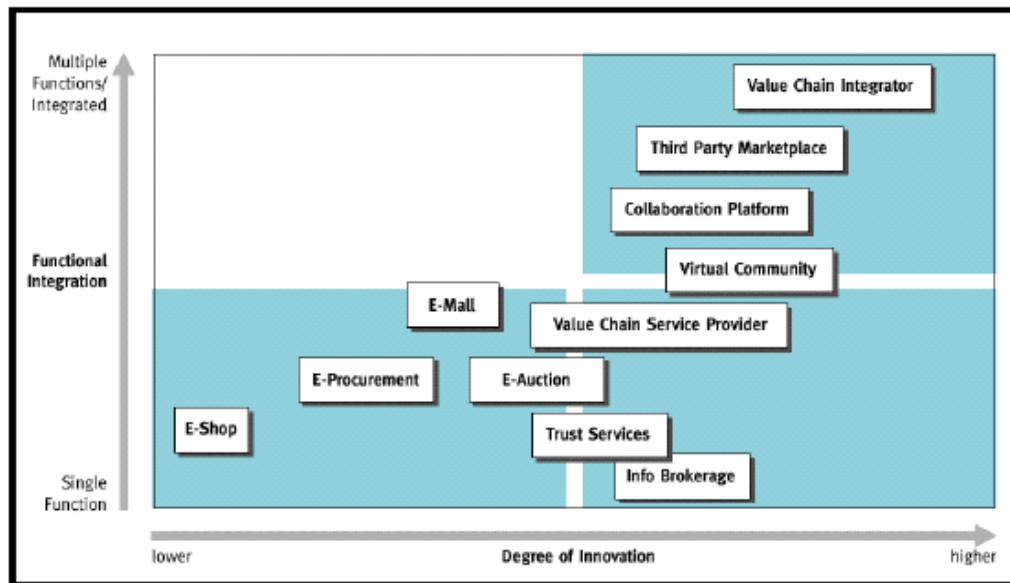 Multiple
Functions/
Integrated
Value Chain Integrator
Third Party Marketplace
Collaboration Platform
Functional
Integration
Virtual Community
E-Mall
Value Chain Service Provider
E-Procurement
E-Auction
E-Shop
Trust Services
Info Brokerage
Single
Function
lower
Degree of Innovation
higher